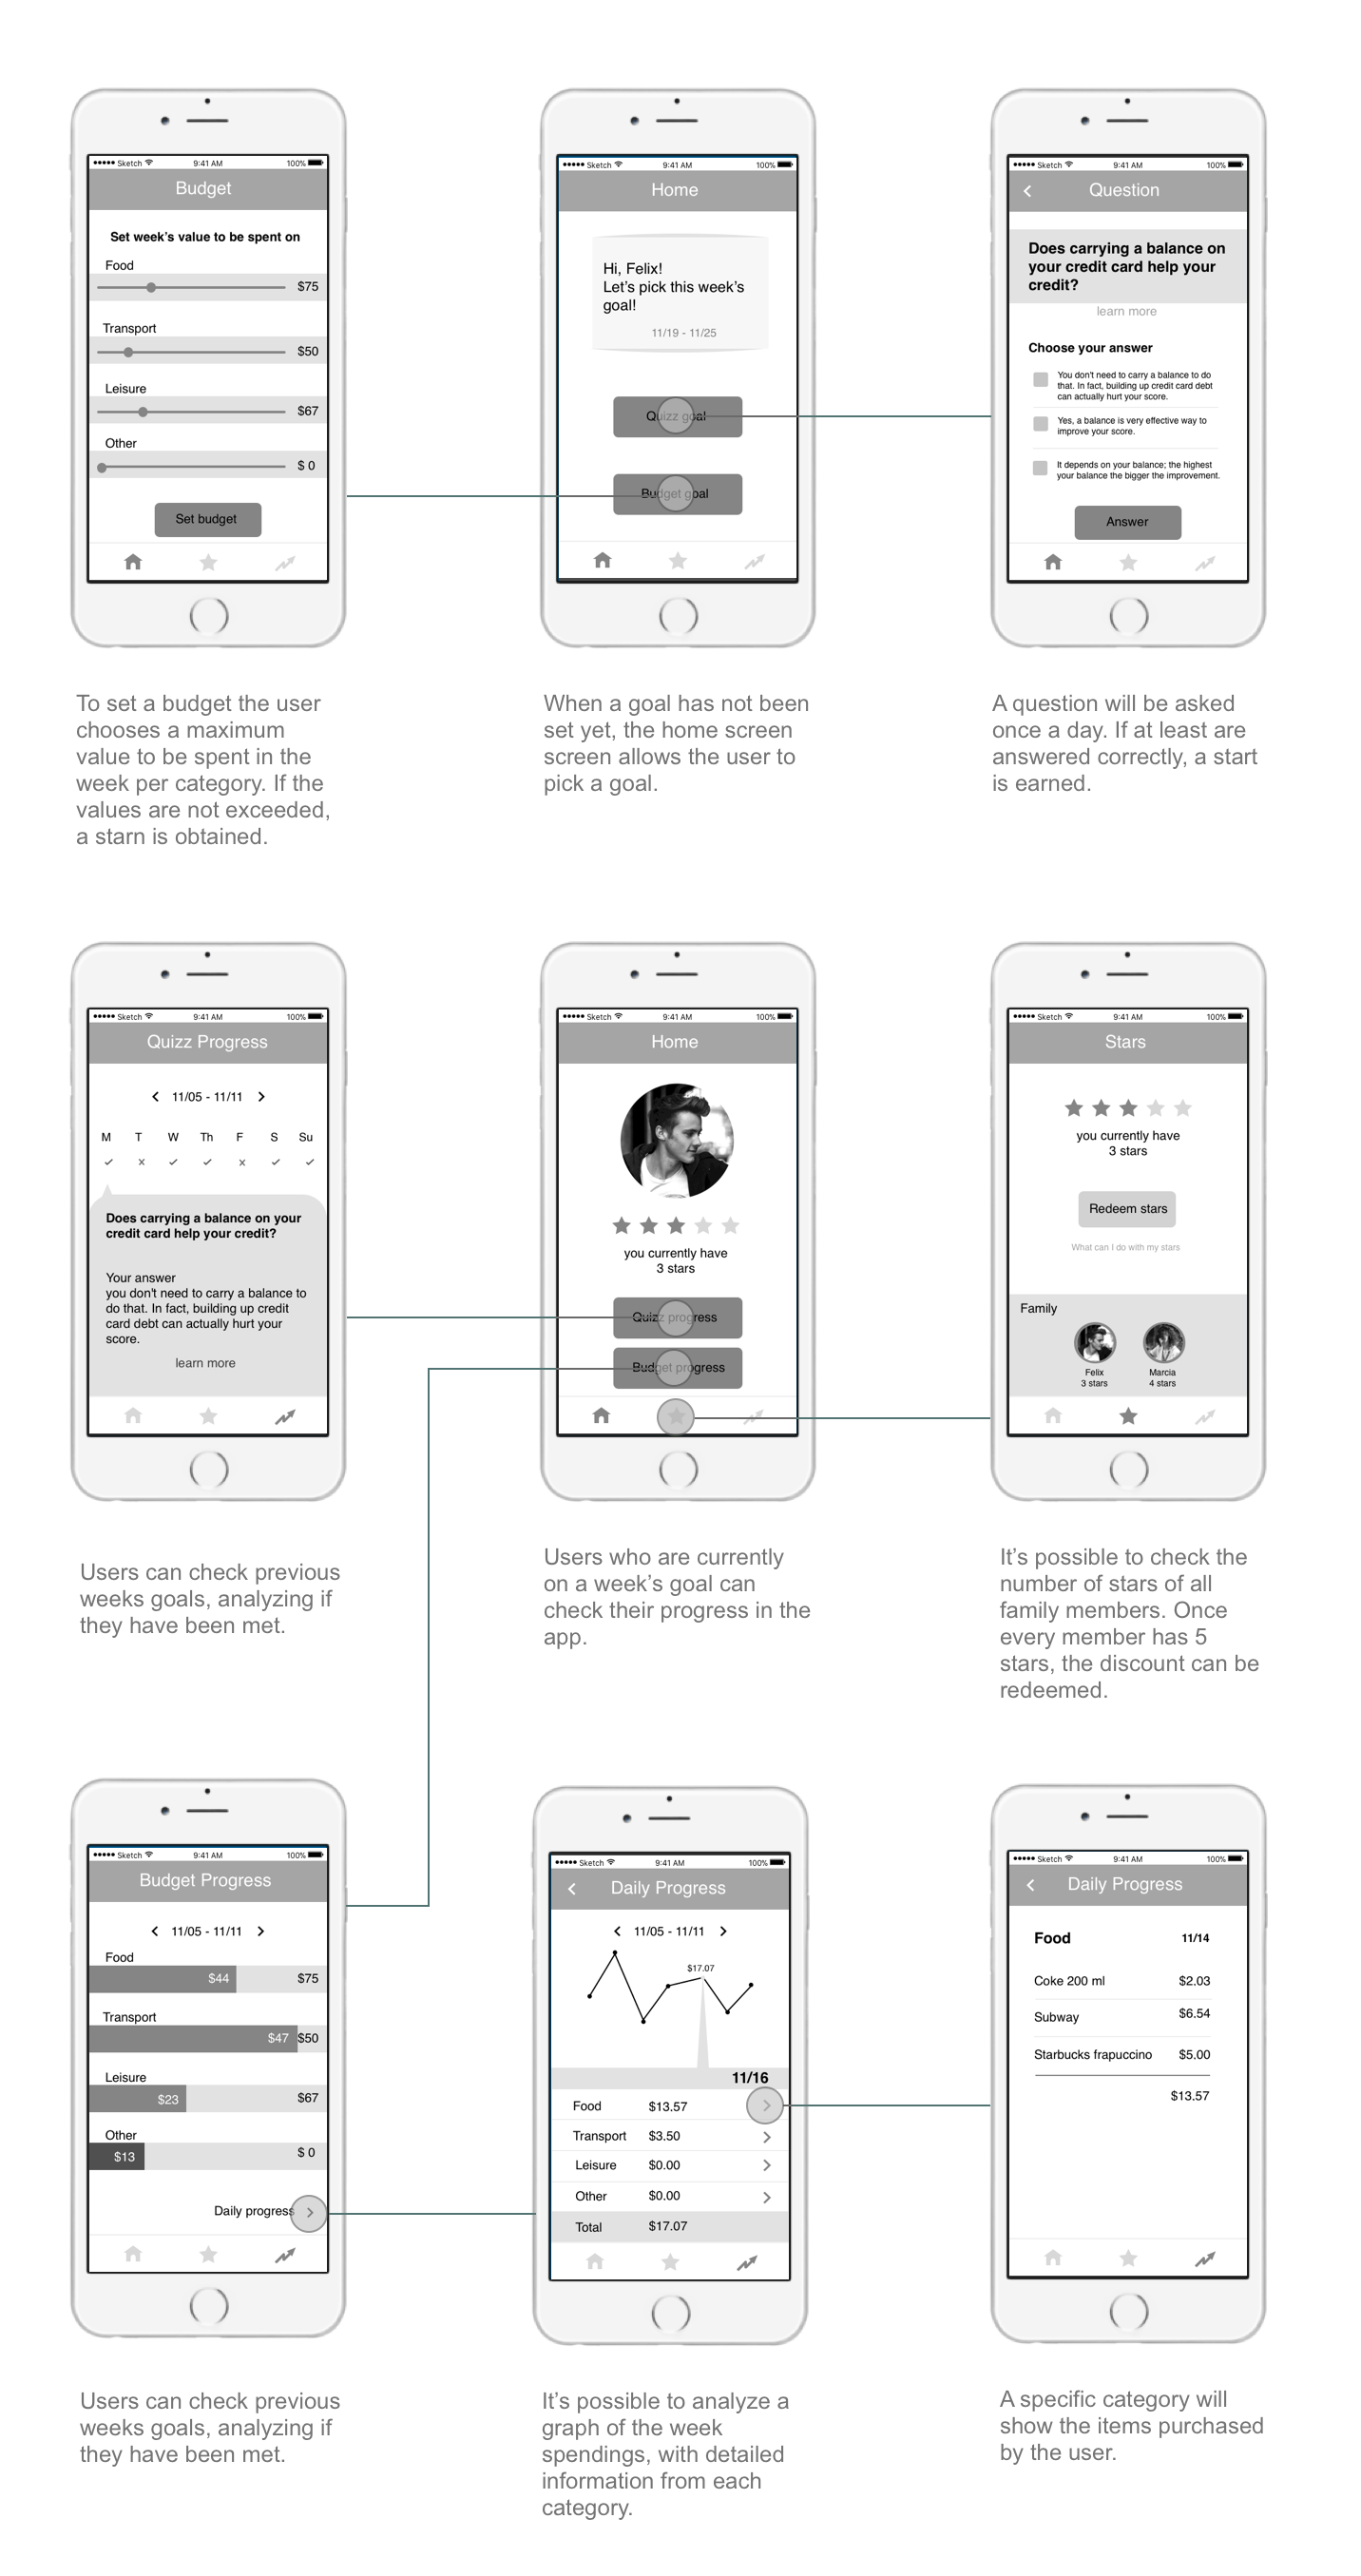 Sketch 9:41 AM 100%
Budget
Set week's value to be spent on
Food
$75
Transport
$50
Leisure
$67
Other
$ 0
Set budget
To set a budget the user
chooses a maximum
value to be spent in the
week per category. If the
values are not exceeded,
a starn is obtained.
Sketch 9:41 AM 100%
Home
Hi, Felix!
Let's pick this week's
goal!
11/19 - 11/25
Quizz goal
Budget goal
When a goal has not been
set yet, the home screen
screen allows the user to
pick a goal.
Sketch 9:41 AM 100%
Question
Does carrying a balance on
your credit card help your
credit?
learn more
Choose your answer
You don't need to carry a balance to do
that. In fact, building up credit card debt
can actually hurt your score.
Yes, a balance is very effective way to
improve your score.
It depends on your balance; the highest
your balance the bigger the improvement.
Answer
A question will be asked
once a day. If at least are
answered correctly, a start
is earned.
Sketch 9:41 AM 100%
Quizz Progress
11/05 - 11/11
M T W Th F S Su
Does carrying a balance on your
credit card help your credit?
Your answer
you don't need to carry a balance to
do that. In fact, building up credit
card debt can actually hurt your
score.
learn more
Users can check previous
weeks goals, analyzing if
they have been met.
Sketch 9:41 AM 100%
Home
you currently have
3 stars
Quizz progress
Budget progress
Users who are currently
on a week's goal can
check their progress in the
app.
Sketch 9:41 AM 100%
Stars
you currently have
3 stars
Redeem stars
What can I do with my stars
Family
Felix
3 stars
Marcia
4 stars
It's possible to check the
number of stars of all
family members. Once
every member has 5
stars, the discount can be
redeemed.
Sketch 9:41 AM 100%
Budget Progress
11/05 - 11/11
Food
$44 $75
Transport
$47 $50
Leisure
$23 $67
Other
$13 $ 0
Daily progress
Users can check previous
weeks goals, analyzing if
they have been met.
Sketch 9:41 AM 100%
Daily Progress
11/05 - 11/11
$17.07
11/16
Food $13.57
Transport $3.50
Leisure $0.00
Other $0.00
Total $17.07
It's possible to analyze a
graph of the week
spendings, with detailed
information from each
category.
Sketch 9:41 AM 100%
Daily Progress
Food 11/14
Coke 200 ml $2.03
Subway $6.54
Starbucks frapuccino $5.00
$13.57
A specific category will
show the items purchased
by the user.